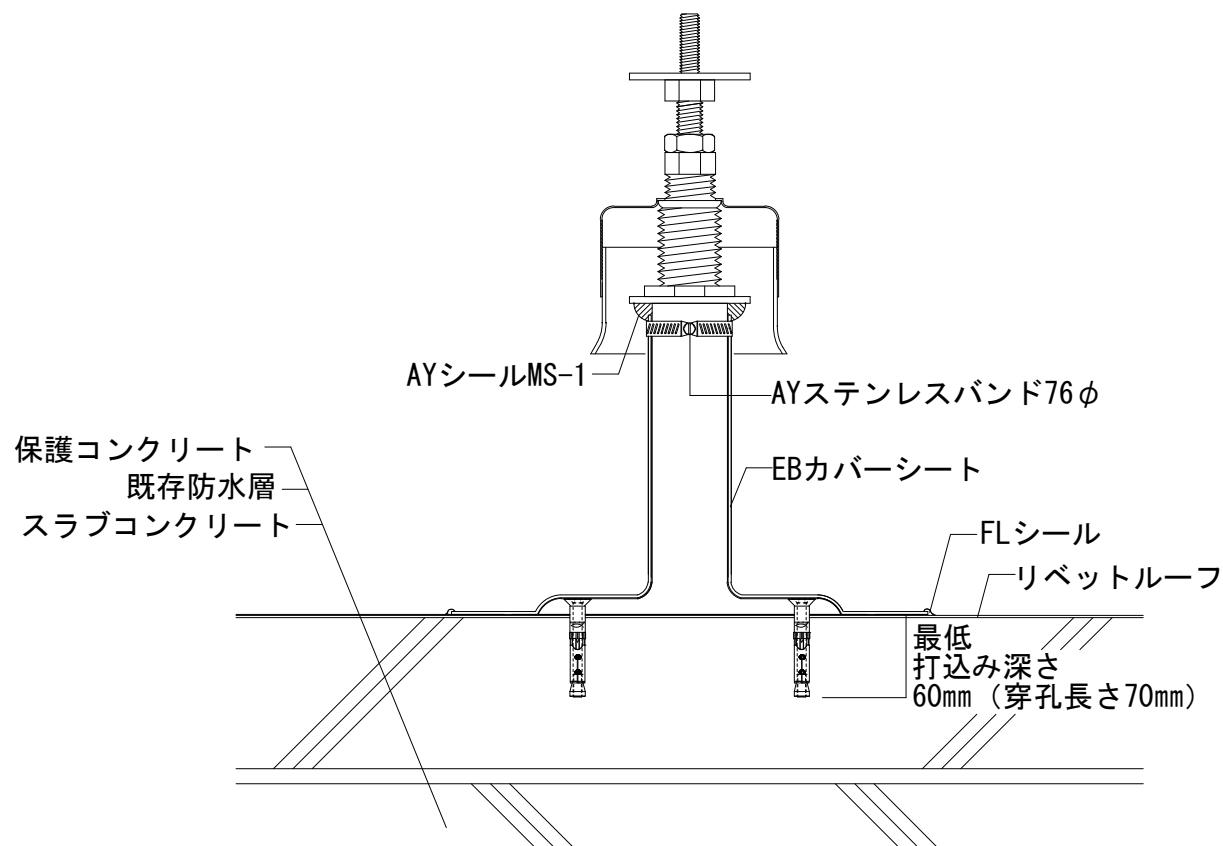 AYシールMS-1
AYステンレスバンド76φ
保護コンクリート
既存防水層
スラブコンクリート
EBカバーシート
FLシール
リベットルーフ
最低
打込み深さ
60mm（穿孔長さ70mm）